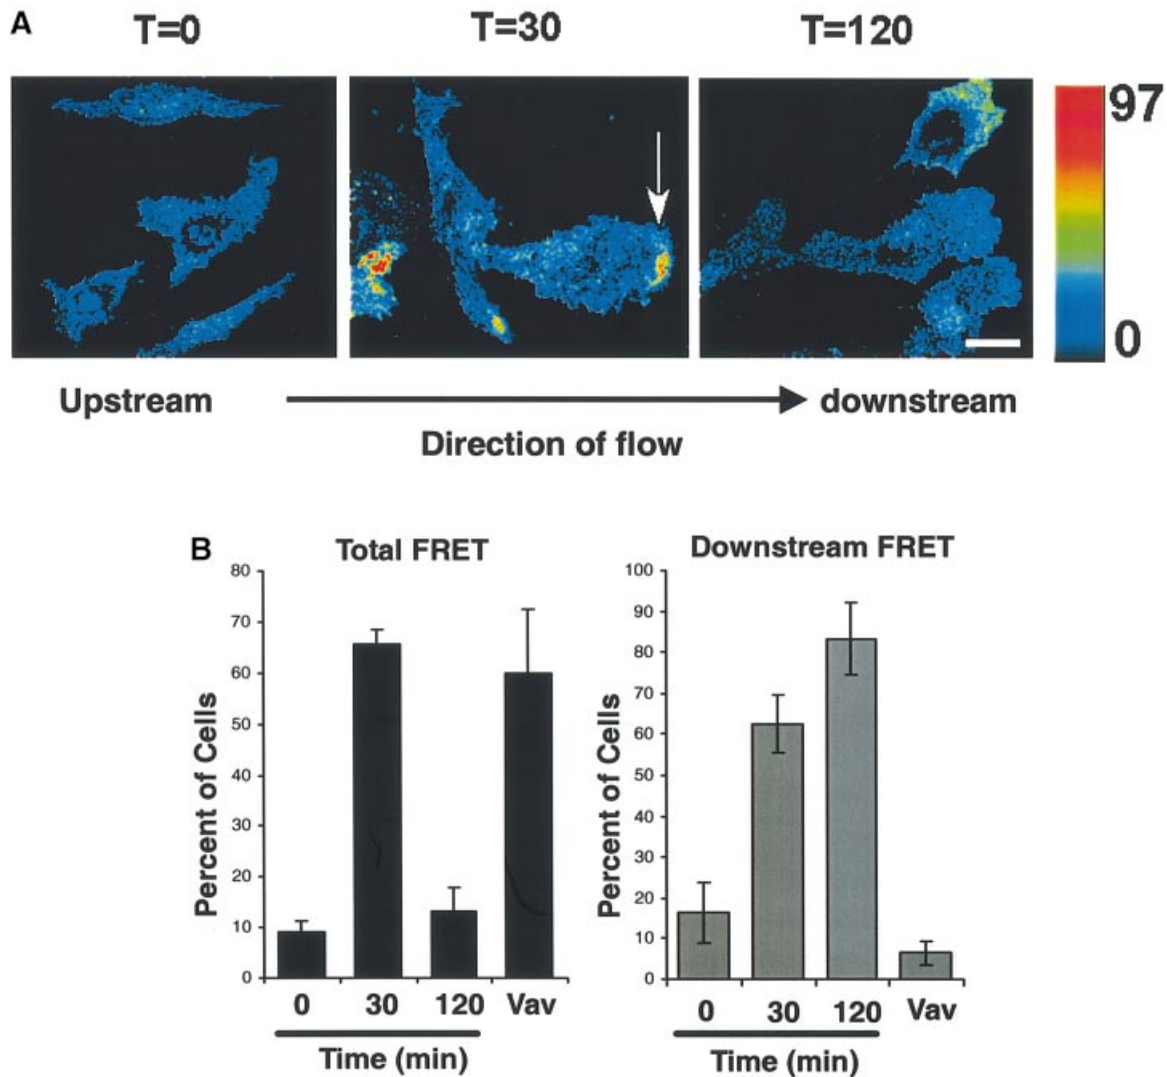 A
T=0 T=30 T=120
97
0
Upstream downstream
Direction of flow
B
Total FRET
Percent of Cells
80
70
60
50
40
30
20
10
0
0 30 120 Vav
Time (min)
Downstream FRET
Percent of Cells
100
90
80
70
60
50
40
30
20
10
0
0 30 120 Vav
Time (min)